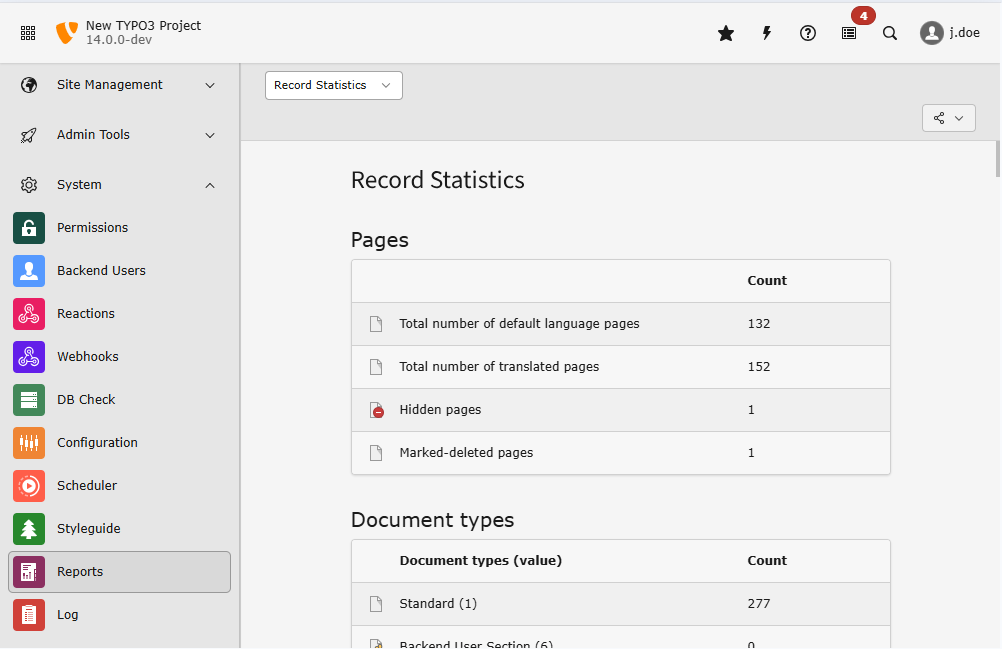 New TYPO3 Project
14.0.0-dev
4
j.doe
Site Management
Admin Tools
System
Permissions
Backend Users
Reactions
Webhooks
DB Check
Configuration
Scheduler
Styleguide
Reports
Log
Record Statistics
Record Statistics
Pages
Count
Total number of default language pages 132
Total number of translated pages 152
Hidden pages 1
Marked-deleted pages 1
Document types
Document types (value) Count
Standard (1) 277
Backend User Section (6) 0